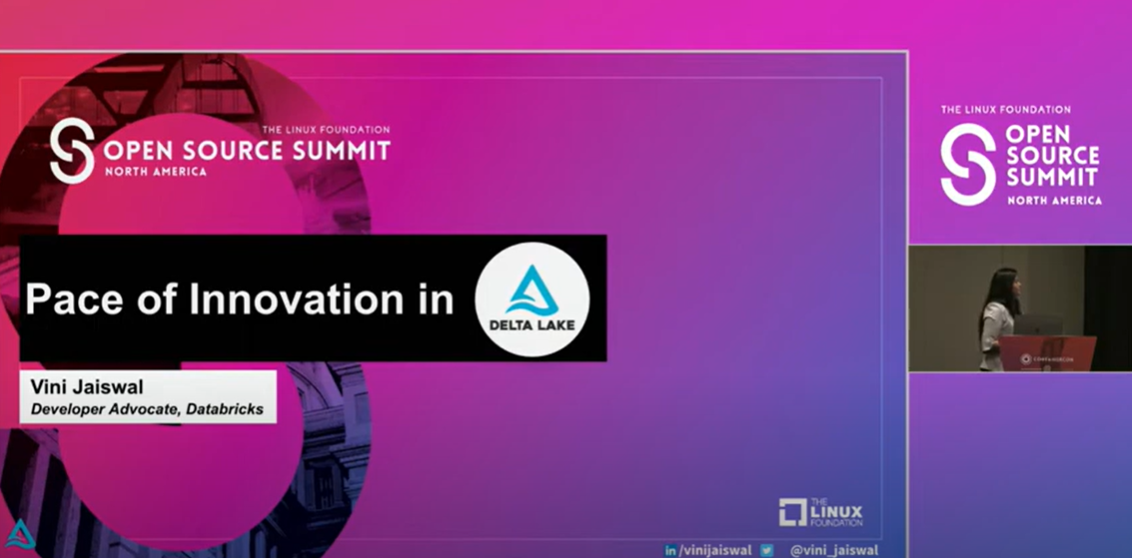 THE LINUX FOUNDATION
OPEN SOURCE SUMMIT
NORTH AMERICA
Pace of Innovation in
DELTA LAKE
Vini Jaiswal
Developer Advocate, Databricks
THE
LINUX
FOUNDATION
in /vinijaiswal @vini_jaiswal
THE LINUX FOUNDATION
OPEN
SOURCE
SUMMIT
NORTH AMERICA
CONTAINERCON